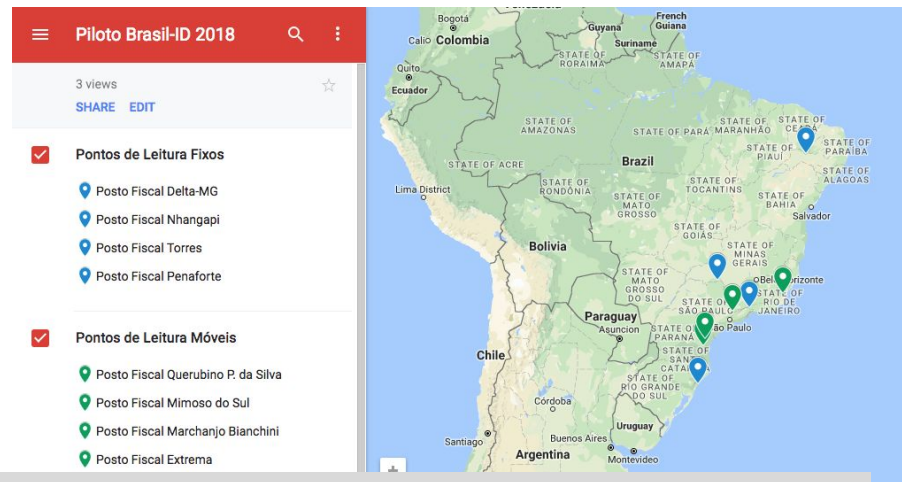 Piloto Brasil-ID 2018
3 views
SHARE EDIT
Pontos de Leitura Fixos
Posto Fiscal Delta-MG
Posto Fiscal Nhangapi
Posto Fiscal Torres
Posto Fiscal Penaforte
Pontos de Leitura Móveis
Posto Fiscal Querubino P. da Silva
Posto Fiscal Mimoso do Sul
Posto Fiscal Marchanjo Bianchini
Posto Fiscal Extrema
Bogotá
Colombia
Guyana
French
Guiana
Suriname
STATE OF
RORAIMA
STATE OF
AMAPÁ
Quito
Ecuador
STATE OF
AMAZONAS
STATE OF PARÁ
STATE OF
MARANHÃO
STATE OF
CEARÁ
STATE OF
PARAÍBA
STATE OF
PIAUÍ
STATE OF
ALAGOAS
STATE OF ACRE
Brazil
Lima District
STATE OF
RONDÔNIA
STATE OF
MATO
GROSSO
STATE OF
TOCANTINS
STATE OF
BAHIA
Salvador
STATE OF
GOIÁS
Bolivia
STATE OF
MINAS
GERAIS
STATE OF
MATO
GROSSO
DO SUL
STATE OF
SÃO PAULO
STATE OF
RIO DE
JANEIRO
Paraguay
Asuncion
STATE OF
PARANÁ
Paulo
Chile
STATE OF
STATE OF
RIO GRANDE
DO SUL
Córdoba
Uruguay
Santiago
Buenos Aires
Argentina
Montevideo